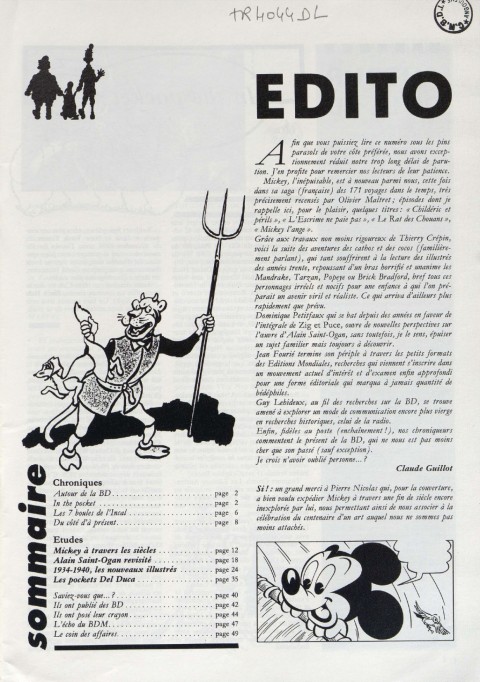 TR4044DL
C.N.B.D.I.
EDITO
Afin que vous puissiez lire ce numéro sous les pins
parasols de votre côte préférée, nous avons excep-
tionnement réduit notre trop long délai de paru-
tion. J'en profite pour remercier nos lecteurs de leur patience.
Mickey, l'inépuisable, est à nouveau parmi nous, cette fois
dans sa saga (française) des 171 voyages dans le temps, très
précisement recensés par Olivier Maltret ; épisodes dont je
rappelle ici, pour le plaisir, quelques titres : « Childéric et
périls », « L'Escrime ne paie pas », « Le Rat des Chouans »,
« Mickey l'ange ».
Grâce aux travaux non moins rigoureux de Thierry Crépin,
voici la suite des aventures des cathos et des cocos (familière-
ment parlant), qui tant souffrirent à la lecture des illustrés
des années trente, repoussant d'un bras horrifié et unanime les
Mandrake, Tarzan, Popeye ou Brick Bradford, bref tous ces
personnages irréels et nocifs pour une enfance à qui l'on pré-
parait un avenir viril et réaliste. Ce qui arriva d'ailleurs plus
rapidement que prévu.
Dominique Petitfaux qui se bat depuis des années en faveur de
l'intégrale de Zig et Puce, ouvre de nouvelles perspectives sur
l'œuvre d'Alain Saint-Ogan, sans toutefois, je le sens, épuiser
un sujet familier mais toujours à découvrir.
Jean Fourié termine son périple à travers les petits formats
des Editions Mondiales, recherches qui viennent s'inscrire dans
un mouvement actuel d'intérêt et d'examen enfin approfondi
pour une forme éditoriale qui marqua à jamais quantité de
bédéphiles.
Guy Lehideux, au fil des recherches sur la BD, se trouve
amené à explorer un mode de communication encore plus vierge
en recherches historiques, celui de la radio.
Enfin, fidèles au poste (enchaînement !), nos chroniqueurs
commentent le présent de la BD, qui ne nous est pas moins
cher que son passé (sauf exception).
Je crois n'avoir oublié personne... ?
Claude Guillot
Si ! : un grand merci à Pierre Nicolas qui, pour la couverture,
a bien voulu expédier Mickey à travers une fin de siècle encore
inexplorée par lui, nous permettant ainsi de nous associer à la
célébration du centenaire d'un art auquel nous ne sommes pas
moins attachés.
sommaire
Chroniques
Autour de la BD page 2
In the pocket page 2
Les 7 boules de l'Incal page 6
Du côté d'à présent page 8
Etudes
Mickey à travers les siècles page 12
Alain Saint-Ogan revisité page 18
1934-1940, les nouveaux illustrés page 24
Les pockets Del Duca page 35
Saviez-vous que...? page 40
Ils ont publié des BD page 42
Ils ont posé leur crayon page 44
L'écho du BDM page 47
Le coin des affaires page 49